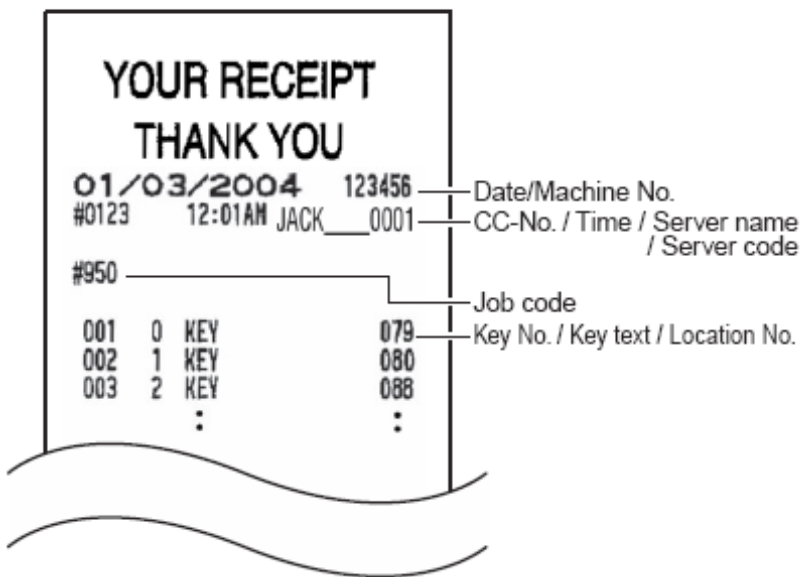 YOUR RECEIPT
THANK YOU
01/03/2004 123456 Date/Machine No.
#0123 12:01AM JACK___0001 CC-No. / Time / Server name
/ Server code
#950
Job code
001 0 KEY 079 Key No. / Key text / Location No.
002 1 KEY 080
003 2 KEY 088
: :